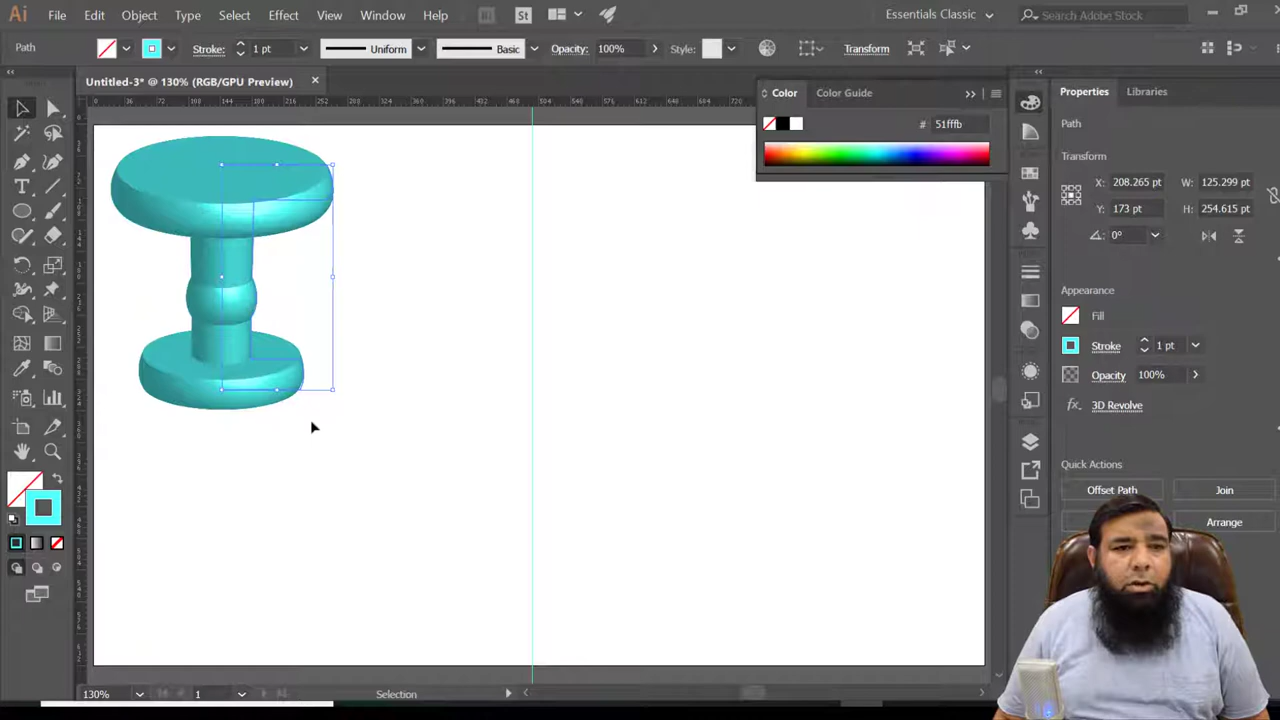 Ai File Edit Object Type Select Effect View Window Help St Essentials Classic Search Adobe Stock
Path Stroke: 1 pt Uniform Basic Opacity: 100% Style: Transform
Untitled-3* @ 130% (RGB/GPU Preview)
Color Color Guide
# 51fffb
Properties Libraries
Path
Transform
X: 208.265 pt W: 125.299 pt
Y: 173 pt H: 254.615 pt
0°
Appearance
Fill
Stroke 1 pt
Opacity 100%
fx 3D Revolve
Quick Actions
Offset Path Join
Arrange
130% 1 Selection